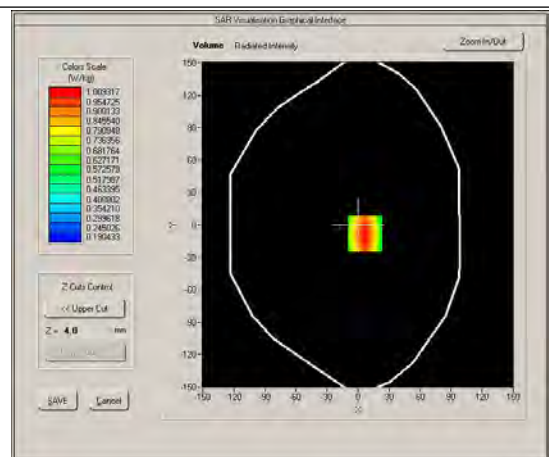 SAR Visualisation Graphical Interface
Volume Radiated Intensity
Zoom In/Out
Colors Scale
(W/kg)
1.009317
0.954725
0.900133
0.845540
0.790948
0.736356
0.681764
0.627171
0.572579
0.517987
0.463395
0.408802
0.354210
0.299618
0.245026
0.190433
Z Cuts Control
<< Upper Cut
Z = 4.0 mm
SAVE
Cancel
150
120
90
60
30
0
-30
-60
-90
-120
-150
Y
-150 -120 -90 -60 -30 0 30 60 90 120 150
X